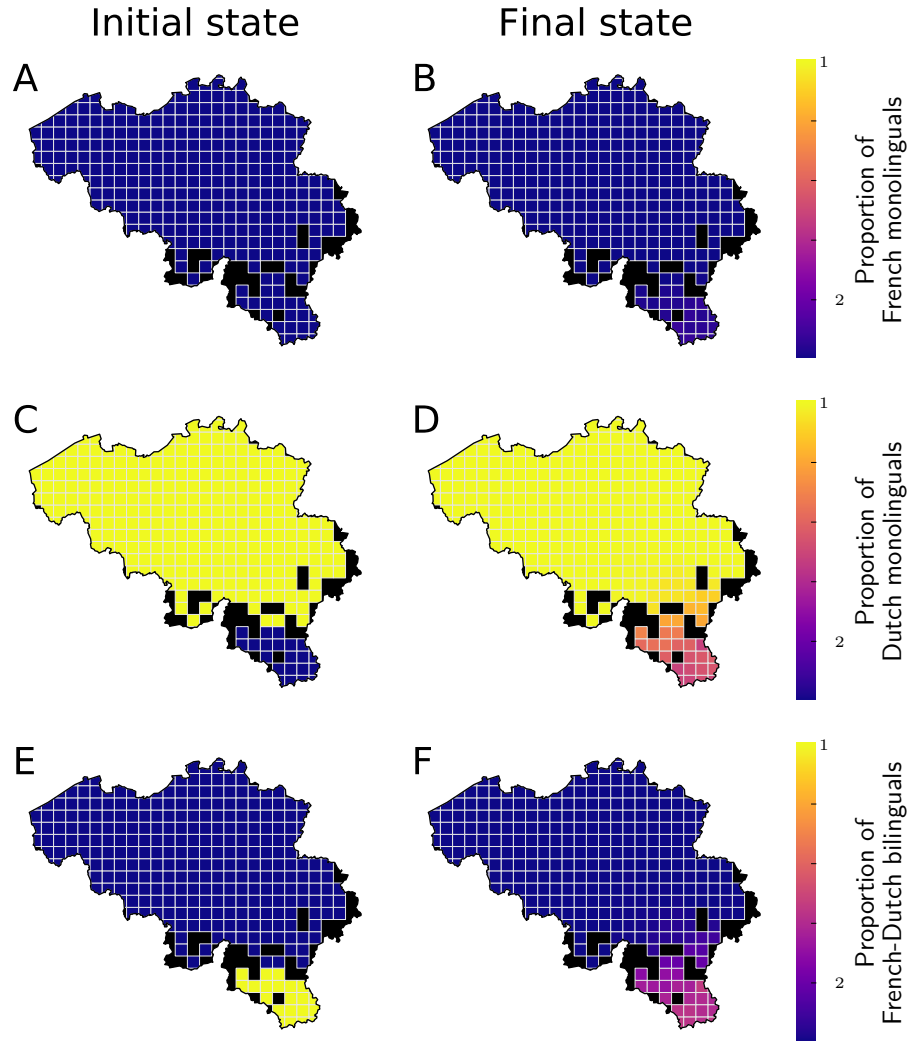 Initial state
Final state
A
B
1
2
Proportion of
French monolinguals
C
D
1
2
Proportion of
Dutch monolinguals
E
F
1
2
Proportion of
French-Dutch bilinguals